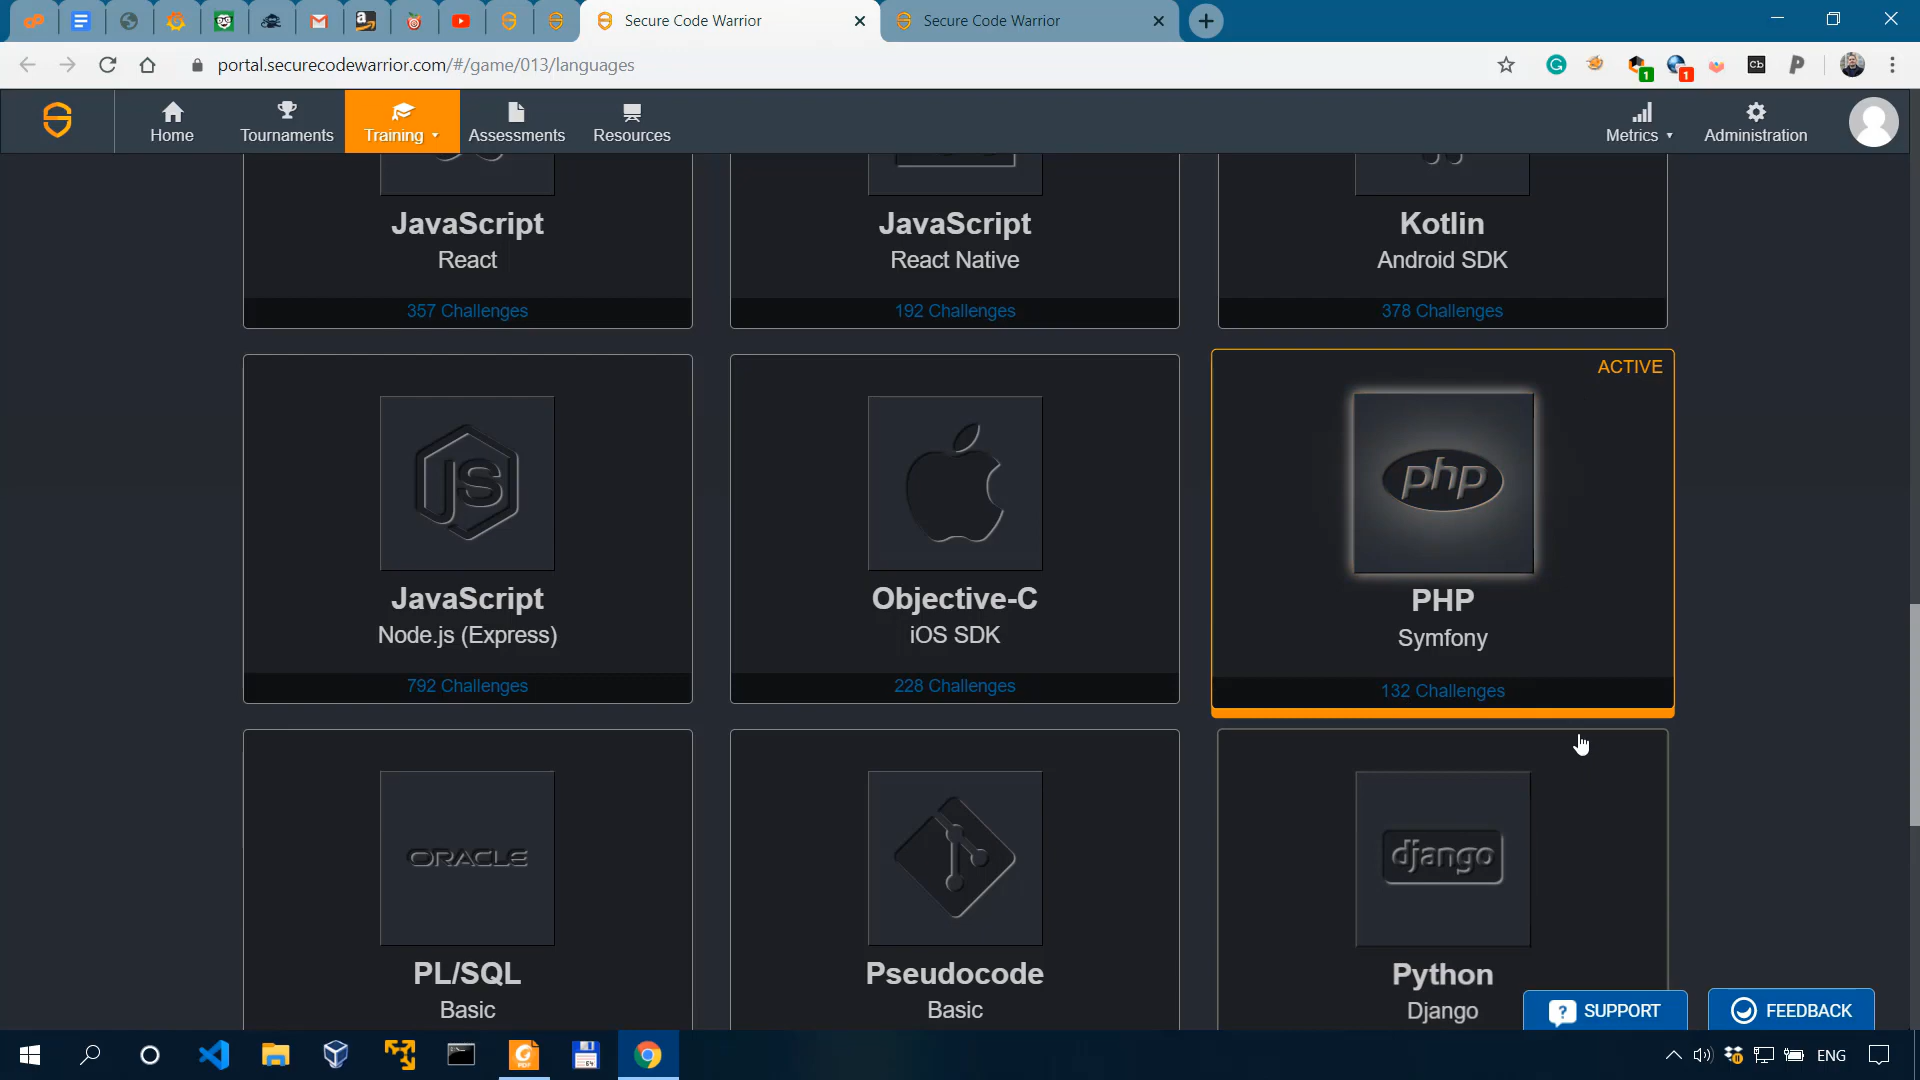 Secure Code Warrior
Secure Code Warrior
portal.securecodewarrior.com/#/game/013/languages
1
1
Cb
Home
Tournaments
Training
Assessments
Resources
Metrics
Administration
JavaScript
React
357 Challenges
JavaScript
React Native
192 Challenges
Kotlin
Android SDK
378 Challenges
JS
JavaScript
Node.js (Express)
792 Challenges
Objective-C
iOS SDK
228 Challenges
ACTIVE
php
PHP
Symfony
132 Challenges
ORACLE
PL/SQL
Basic
Pseudocode
Basic
django
Python
Django
? SUPPORT
FEEDBACK
ENG